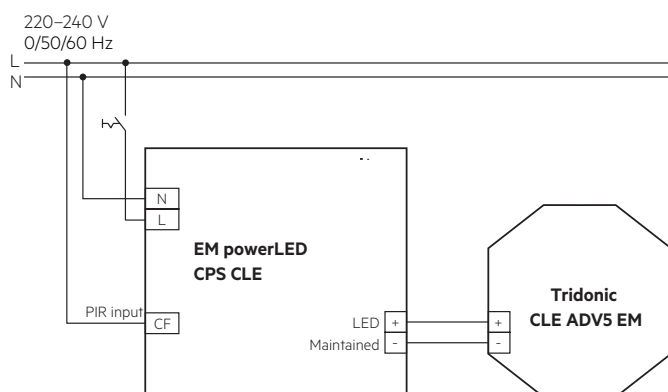 220–240 V
0/50/60 Hz
L
N
N
L
EM powerLED
CPS CLE
PIR input
CF
LED
+
Maintained
-
+
-
Tridonic
CLE ADV5 EM